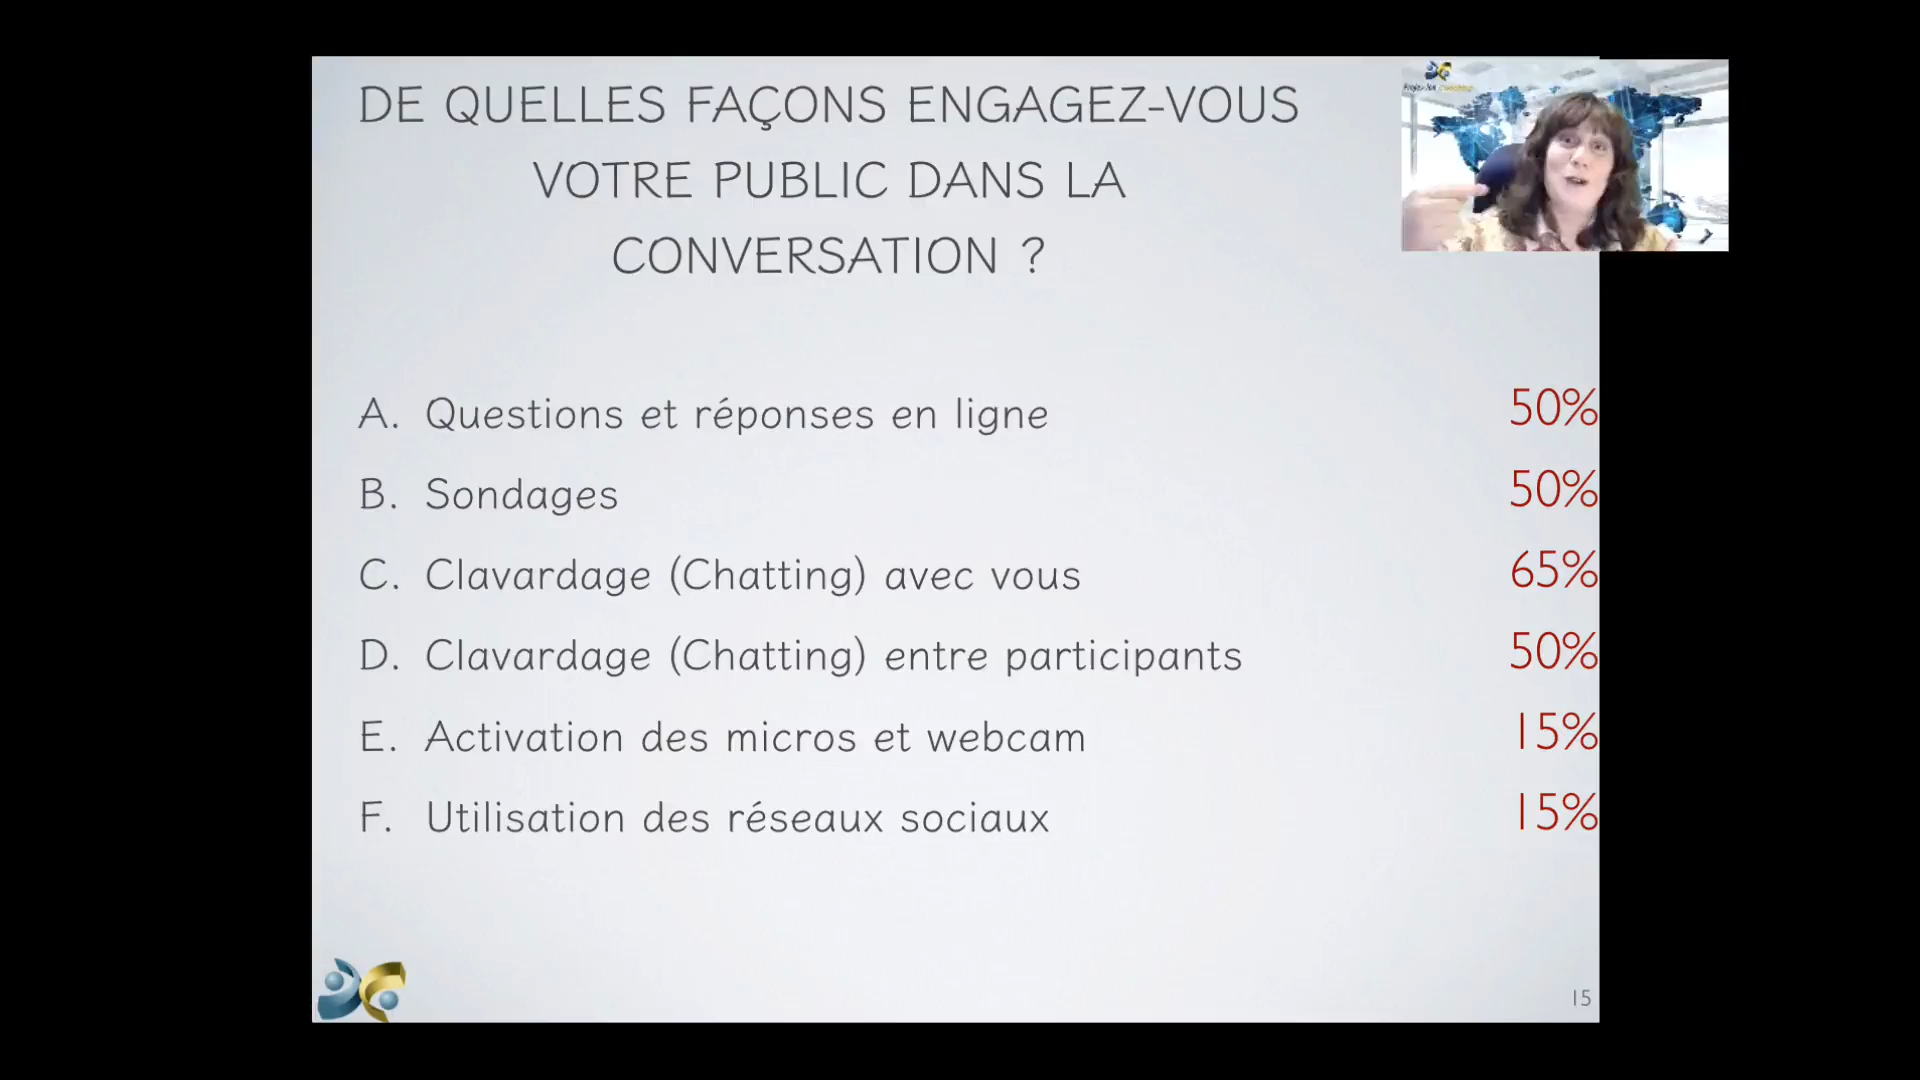 DE QUELLES FAÇONS ENGAGEZ-VOUS
VOTRE PUBLIC DANS LA
CONVERSATION ?
A. Questions et réponses en ligne 50%
B. Sondages 50%
C. Clavardage (Chatting) avec vous 65%
D. Clavardage (Chatting) entre participants 50%
E. Activation des micros et webcam 15%
F. Utilisation des réseaux sociaux 15%
15